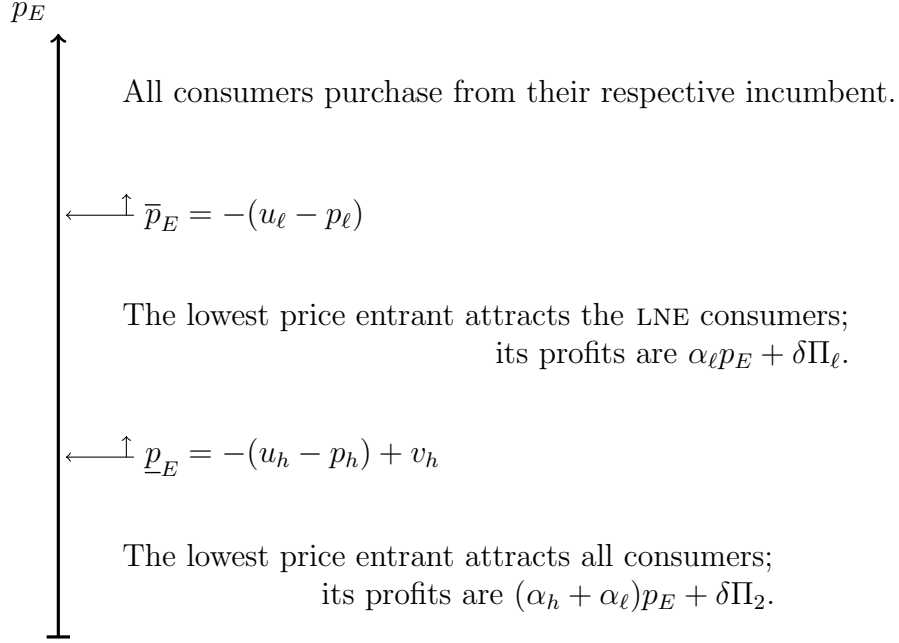 p_E
All consumers purchase from their respective incumbent.
p̅_E = −(u_ℓ − p_ℓ)
The lowest price entrant attracts the LNE consumers;
its profits are α_ℓ p_E + δΠ_ℓ.
p̲_E = −(u_h − p_h) + v_h
The lowest price entrant attracts all consumers;
its profits are (α_h + α_ℓ)p_E + δΠ_2.